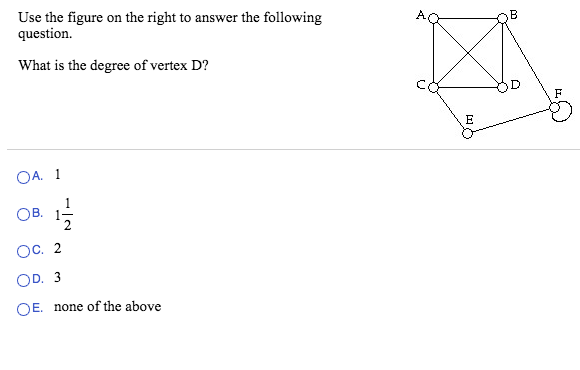 Use the figure on the right to answer the following
question.
What is the degree of vertex D?
A B
C D
F
E
A. 1
B. 1 1/2
C. 2
D. 3
E. none of the above